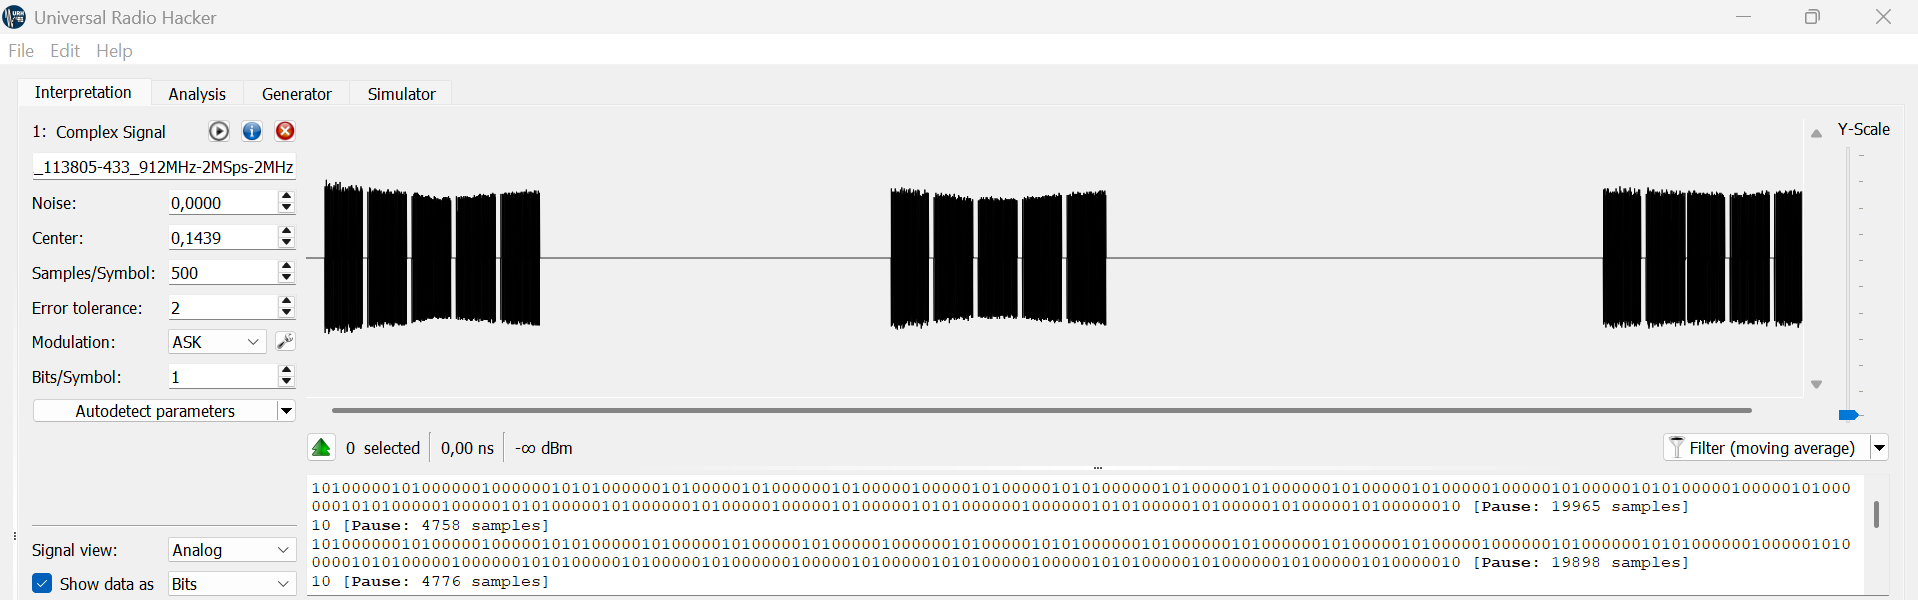 URH
Universal Radio Hacker
File Edit Help
Interpretation Analysis Generator Simulator
1: Complex Signal
Y-Scale
_113805-433_912MHz-2MSps-2MHz
Noise: 0,0000
Center: 0,1439
Samples/Symbol: 500
Error tolerance: 2
Modulation: ASK
Bits/Symbol: 1
Autodetect parameters
0 selected 0,00 ns -∞ dBm
Filter (moving average)
[Pause: 19965 samples]
10 [Pause: 4758 samples]
[Pause: 19898 samples]
10 [Pause: 4776 samples]
Signal view: Analog
Show data as Bits